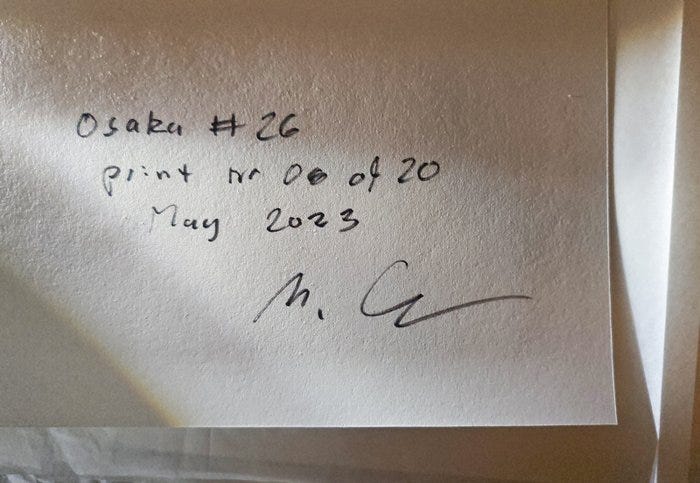 Osaka # 26
print nr of 20
May 2023